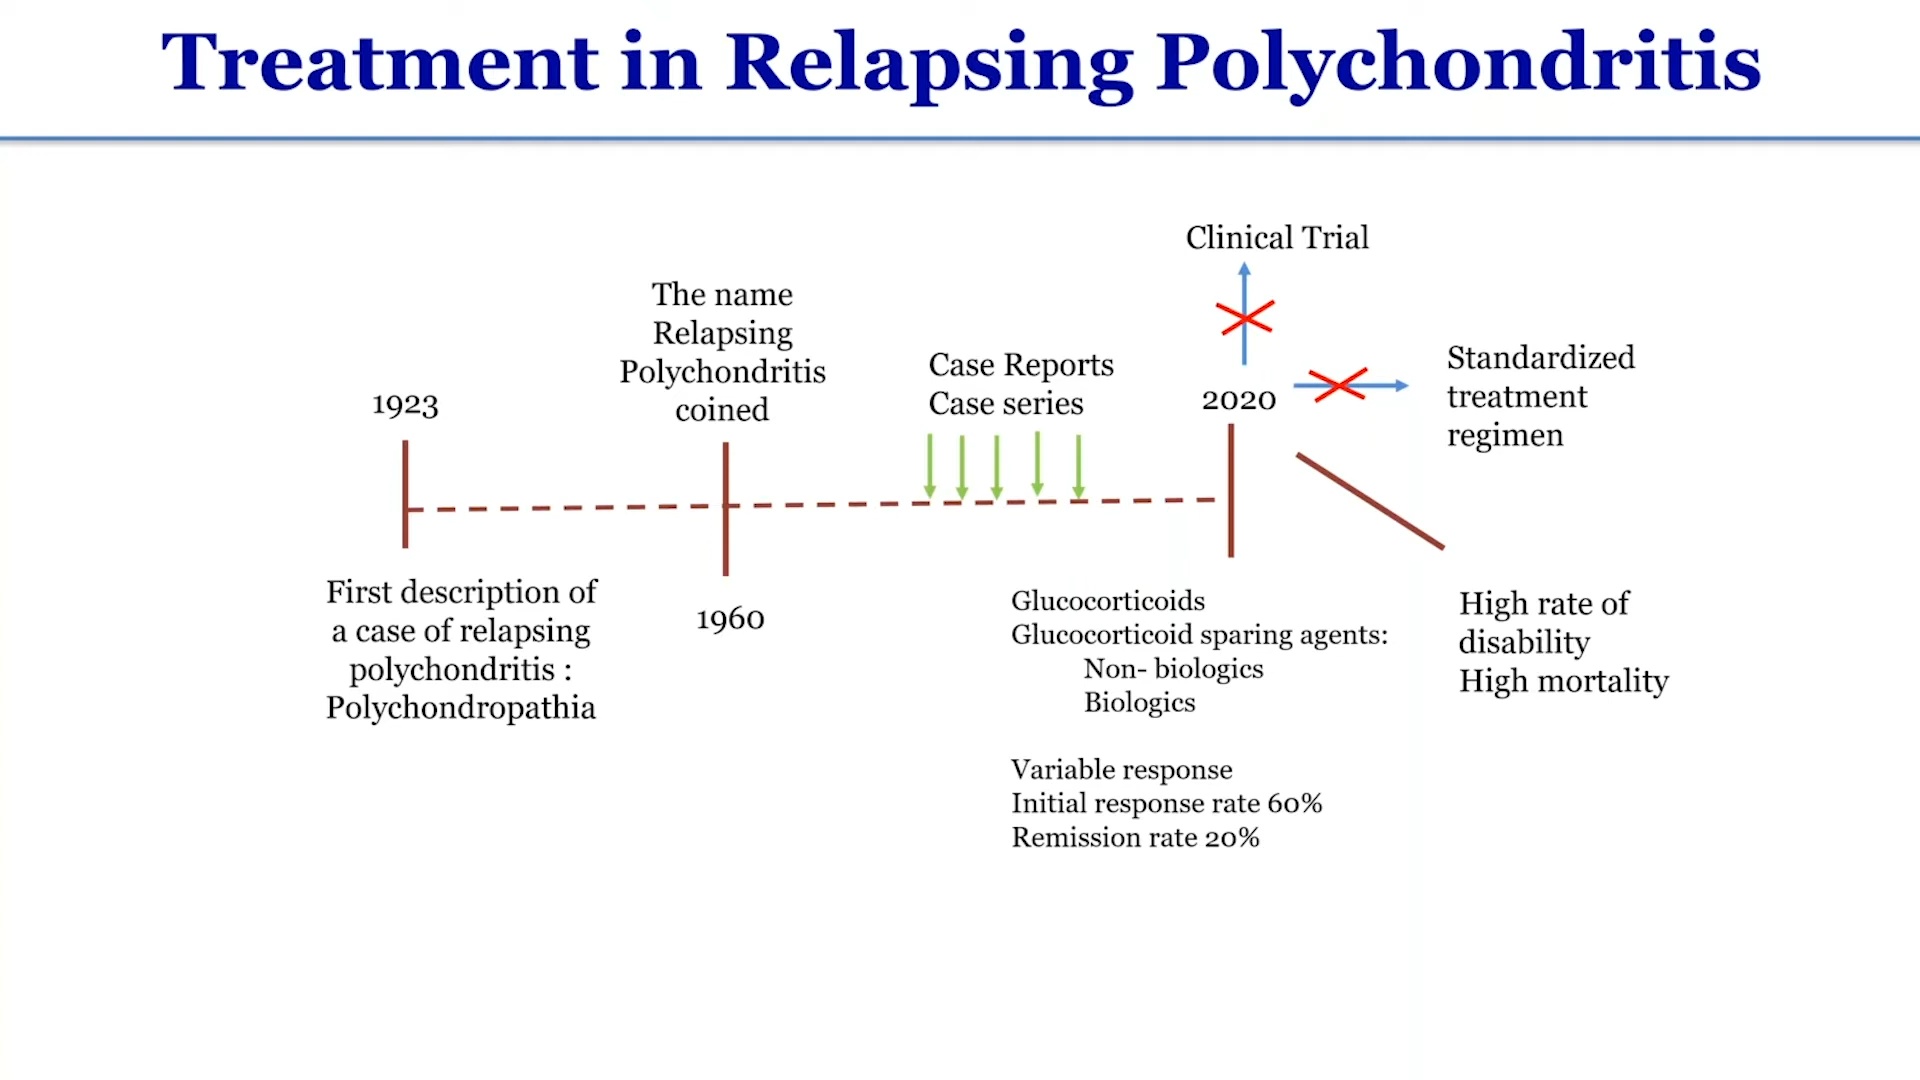 Treatment in Relapsing Polychondritis
1923
First description of
a case of relapsing
polychondritis :
Polychondropathia
The name
Relapsing
Polychondritis
coined
1960
Case Reports
Case series
Clinical Trial
2020
Standardized
treatment
regimen
Glucocorticoids
Glucocorticoid sparing agents:
Non- biologics
Biologics
Variable response
Initial response rate 60%
Remission rate 20%
High rate of
disability
High mortality